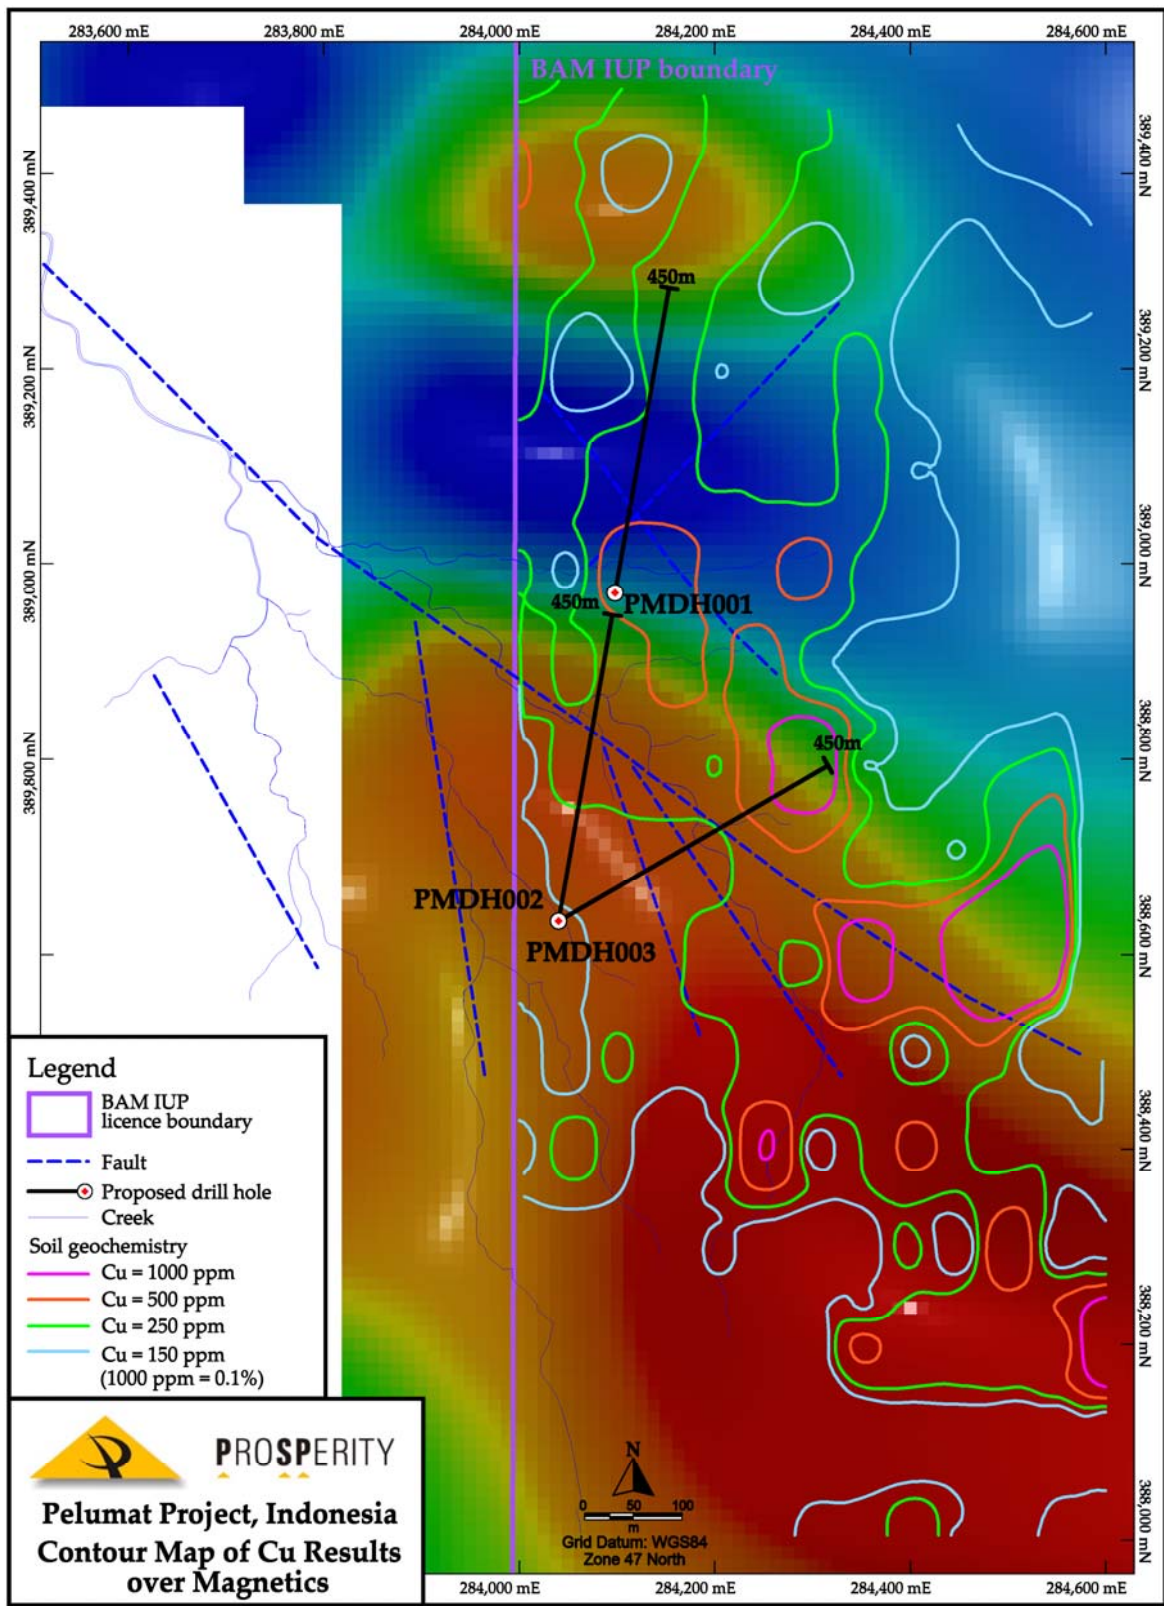 283,600 mE 283,800 mE 284,000 mE 284,200 mE 284,400 mE 284,600 mE
BAM IUP boundary
389,400 mN
389,200 mN
389,000 mN
389,800 mN
389,400 mN
389,200 mN
389,000 mN
388,800 mN
388,600 mN
388,400 mN
388,200 mN
388,000 mN
450m
450m
PMDH001
450m
PMDH002
PMDH003
Legend
BAM IUP
licence boundary
Fault
Proposed drill hole
Creek
Soil geochemistry
Cu = 1000 ppm
Cu = 500 ppm
Cu = 250 ppm
Cu = 150 ppm
(1000 ppm = 0.1%)
PROSPERITY
Pelumat Project, Indonesia
Contour Map of Cu Results
over Magnetics
N
0 50 100
m
Grid Datum: WGS84
Zone 47 North
284,000 mE 284,200 mE 284,400 mE 284,600 mE